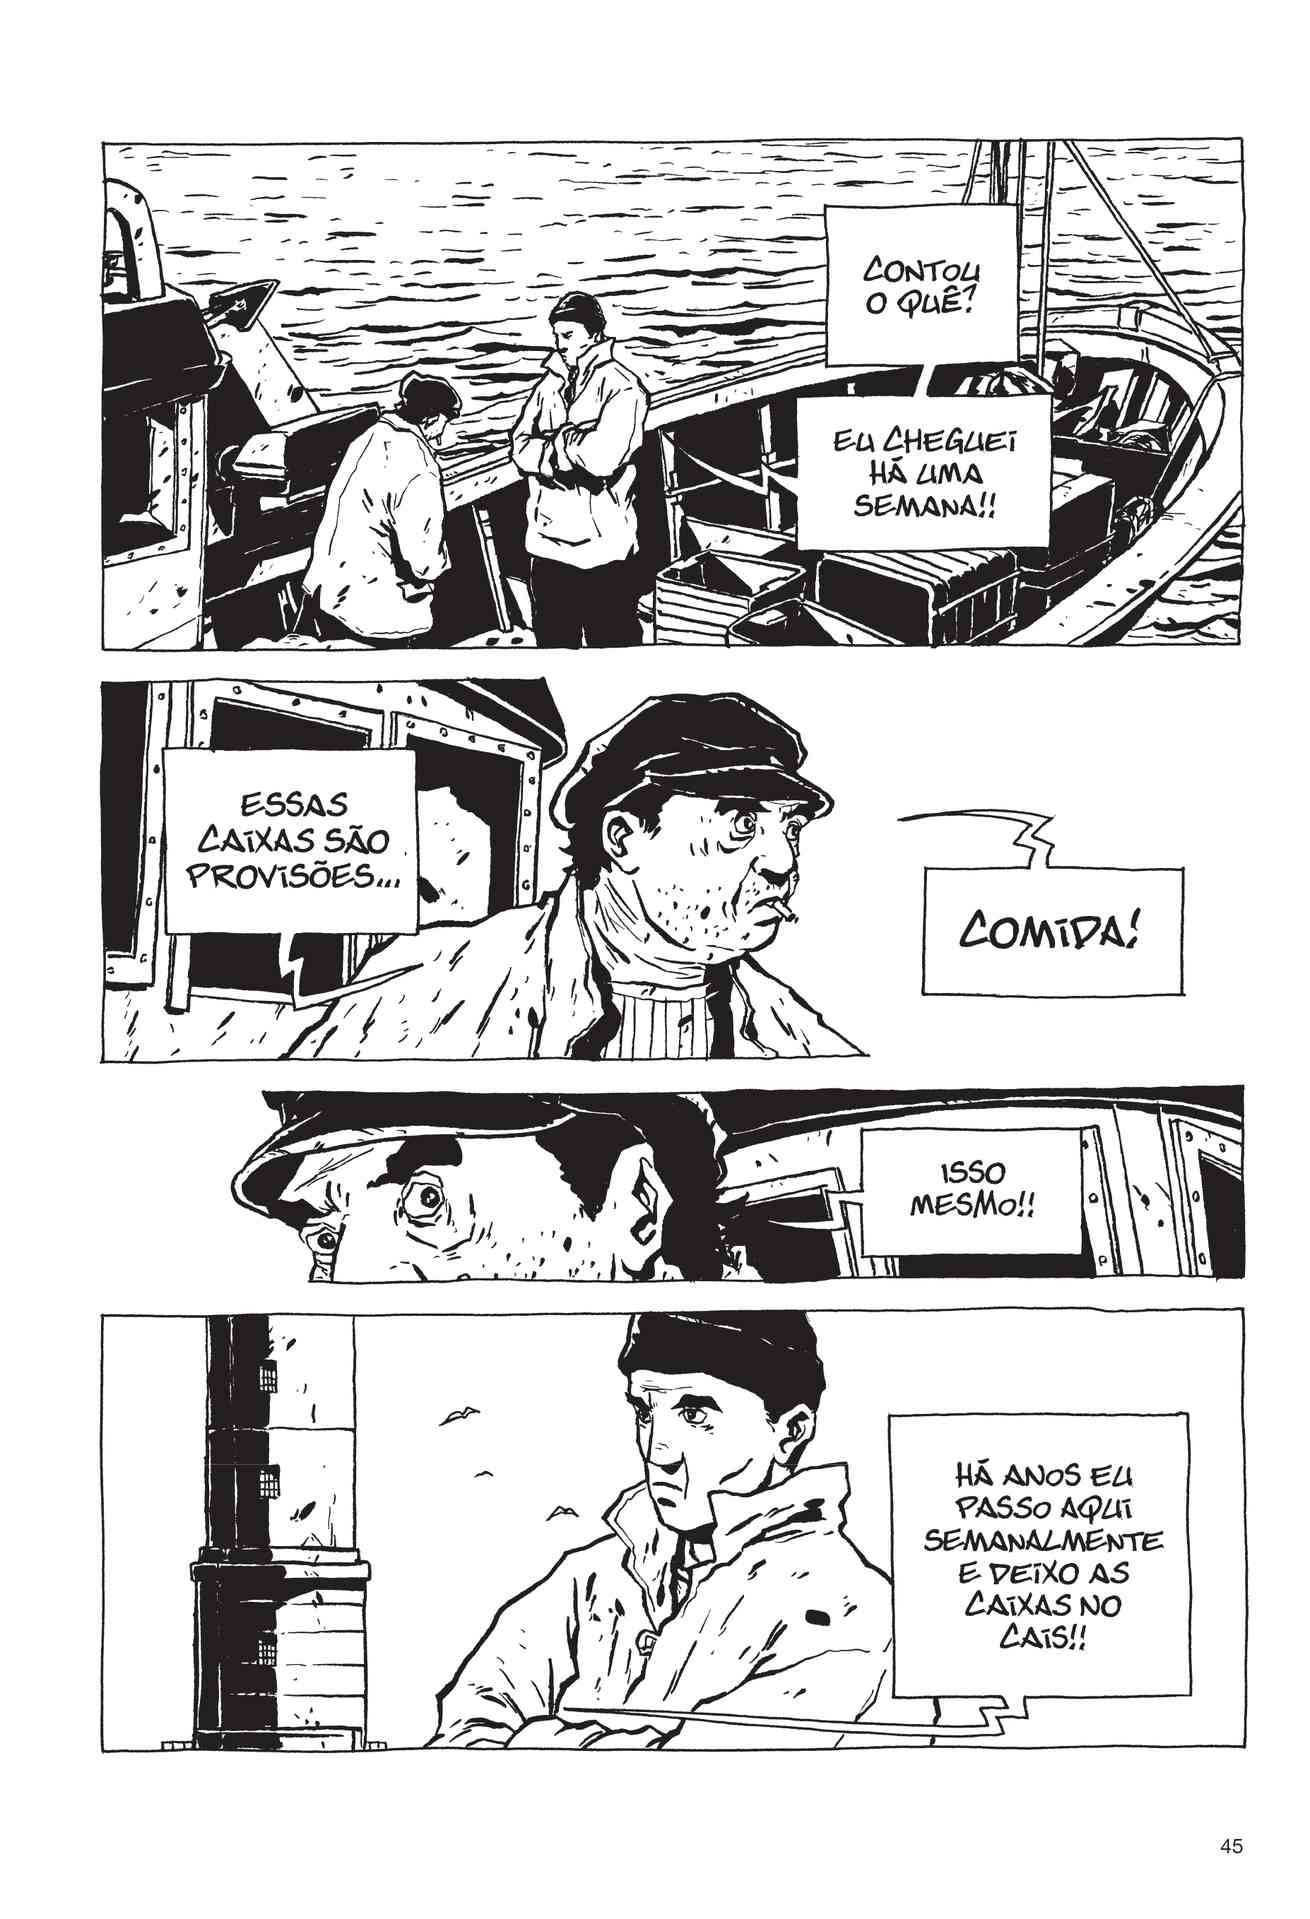 CONTOU
O QUÊ?
EU CHEGUEI
HÁ UMA
SEMANA!!
ESSAS
CAIXAS SÃO
PROVISÕES...
COMIDA!
ISSO
MESMO!!
HÁ ANOS EU
PASSO AQUI
SEMANALMENTE
E DEIXO AS
CAIXAS NO
CAIS!!
45